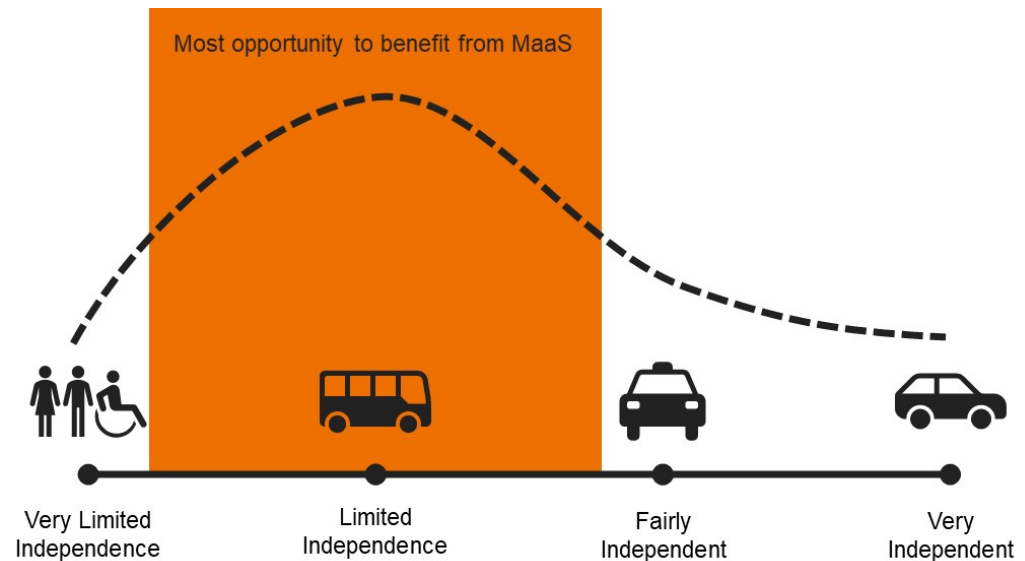 Most opportunity to benefit from MaaS
Very Limited
Independence
Limited
Independence
Fairly
Independent
Very
Independent